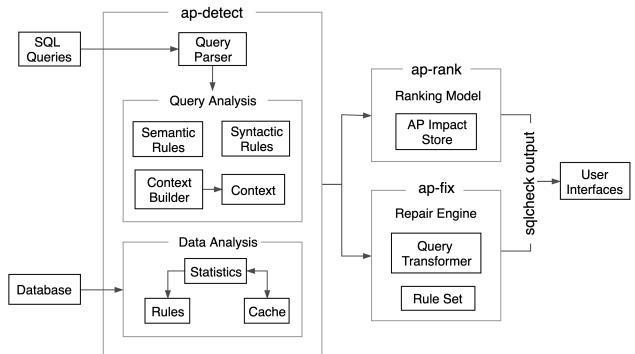 ap-detect
SQL
Queries
Query
Parser
Query Analysis
Semantic
Rules
Syntactic
Rules
Context
Builder
Context
Data Analysis
Statistics
Rules
Cache
Database
ap-rank
Ranking Model
AP Impact
Store
ap-fix
Repair Engine
Query
Transformer
Rule Set
sqlcheck output
User
Interfaces